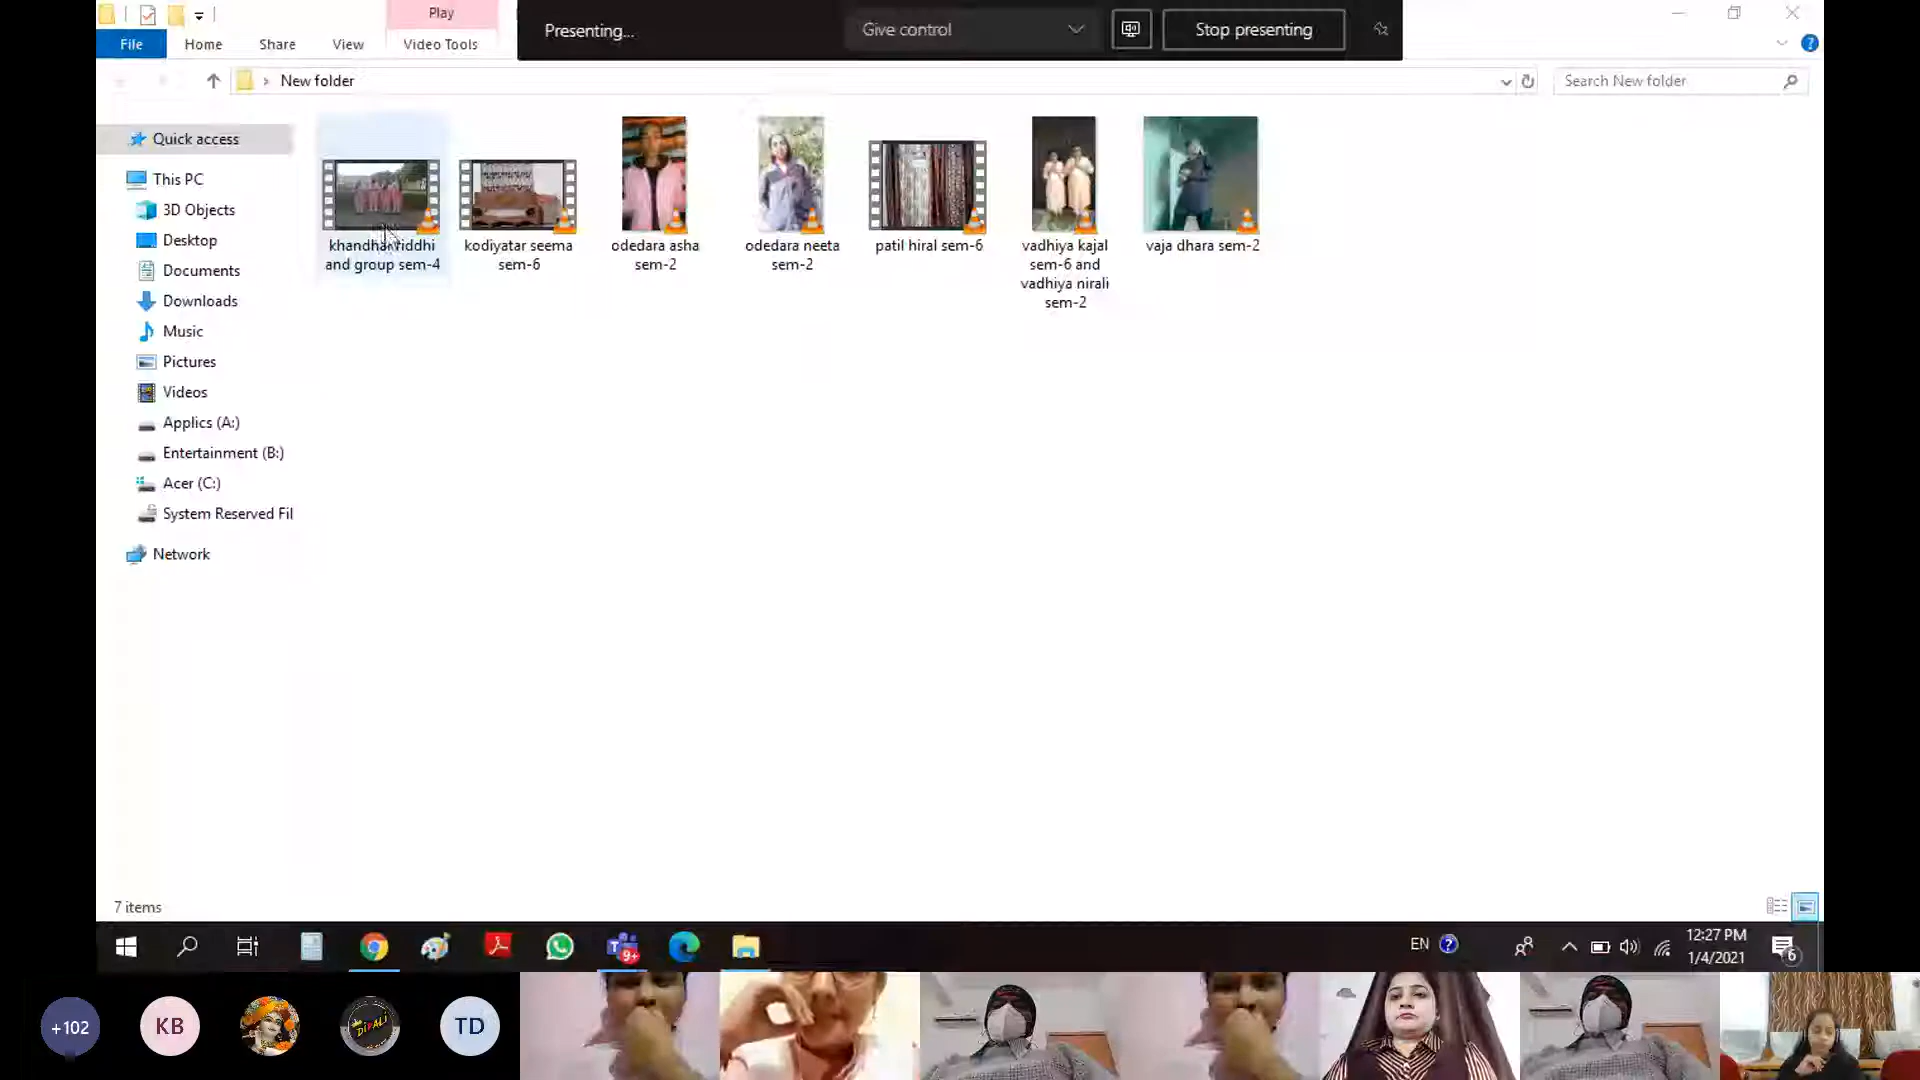 Play
Presenting...
Give control
Stop presenting
File
Home
Share
View
Video Tools
New folder
Search New folder
Quick access
This PC
3D Objects
Desktop
Documents
Downloads
Music
Pictures
Videos
Applics (A:)
Entertainment (B:)
Acer (C:)
System Reserved Fil
Network
and group sem-4
kodiyatar seema
sem-6
odedara asha
sem-2
odedara neeta
sem-2
patil hiral sem-6
vadhiya kajal
sem-6 and
vadhiya nirali
sem-2
vaja dhara sem-2
7 items
9+
EN
12:27 PM
1/4/2021
6
+102
KB
DIWALI
TD